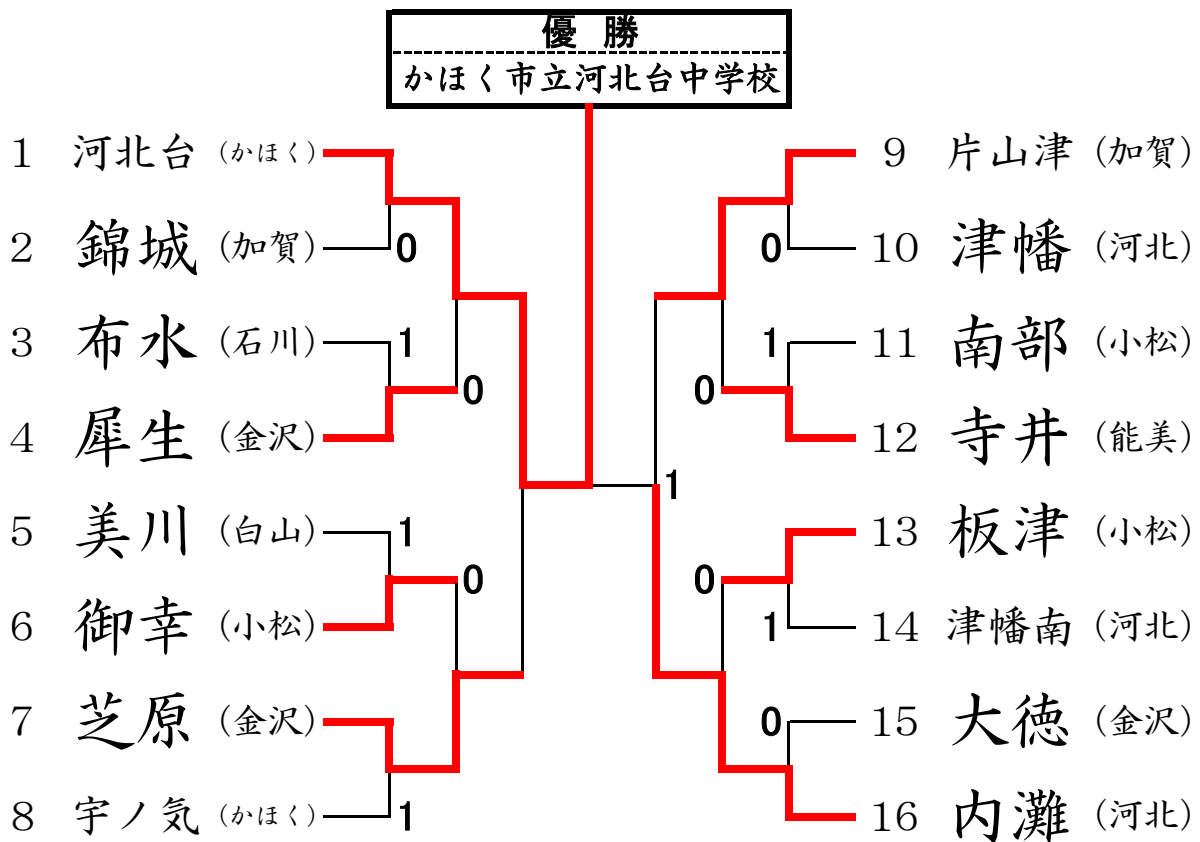 優勝
かほく市立河北台中学校
1 河北台 (かほく)
2 錦城 (加賀) 0
3 布水 (石川) 1
0
4 犀生 (金沢)
5 美川 (白山) 1
0
6 御幸 (小松)
7 芝原 (金沢)
8 宇ノ気 (かほく) 1
9 片山津 (加賀)
0 10 津幡 (河北)
1 11 南部 (小松)
0
12 寺井 (能美)
1
13 板津 (小松)
0
1 14 津幡南 (河北)
0 15 大徳 (金沢)
16 内灘 (河北)